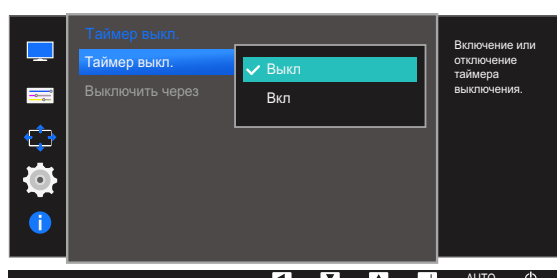 Таймер выкл.
Таймер выкл.
Выкл
Выключить через
Вкл
Включение или
отключение
таймера
выключения.
AUTO